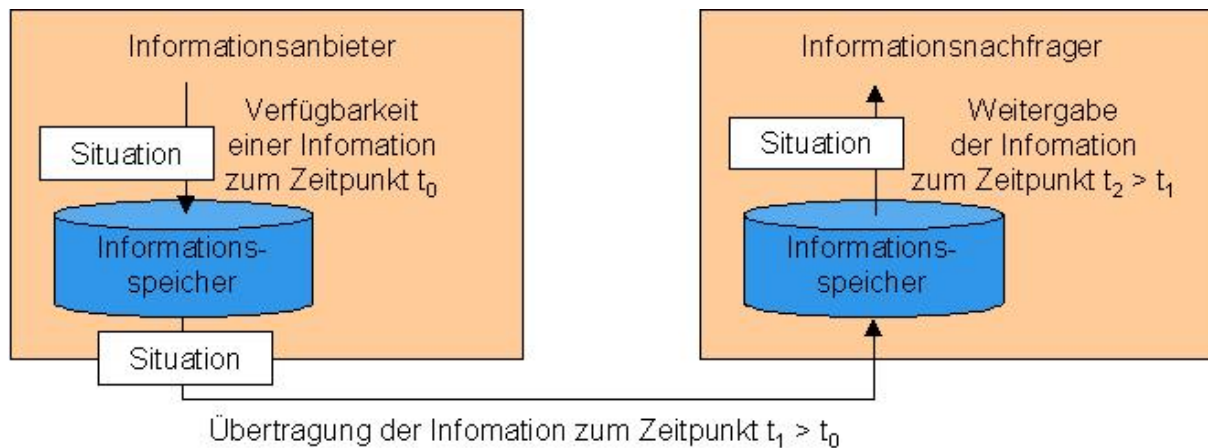 Informationsanbieter
Verfügbarkeit
einer Infomation
zum Zeitpunkt t₀
Situation
Informations-
speicher
Situation
Übertragung der Infomation zum Zeitpunkt t₁ > t₀
Informationsnachfrager
Weitergabe
der Infomation
zum Zeitpunkt t₂ > t₁
Situation
Informations-
speicher